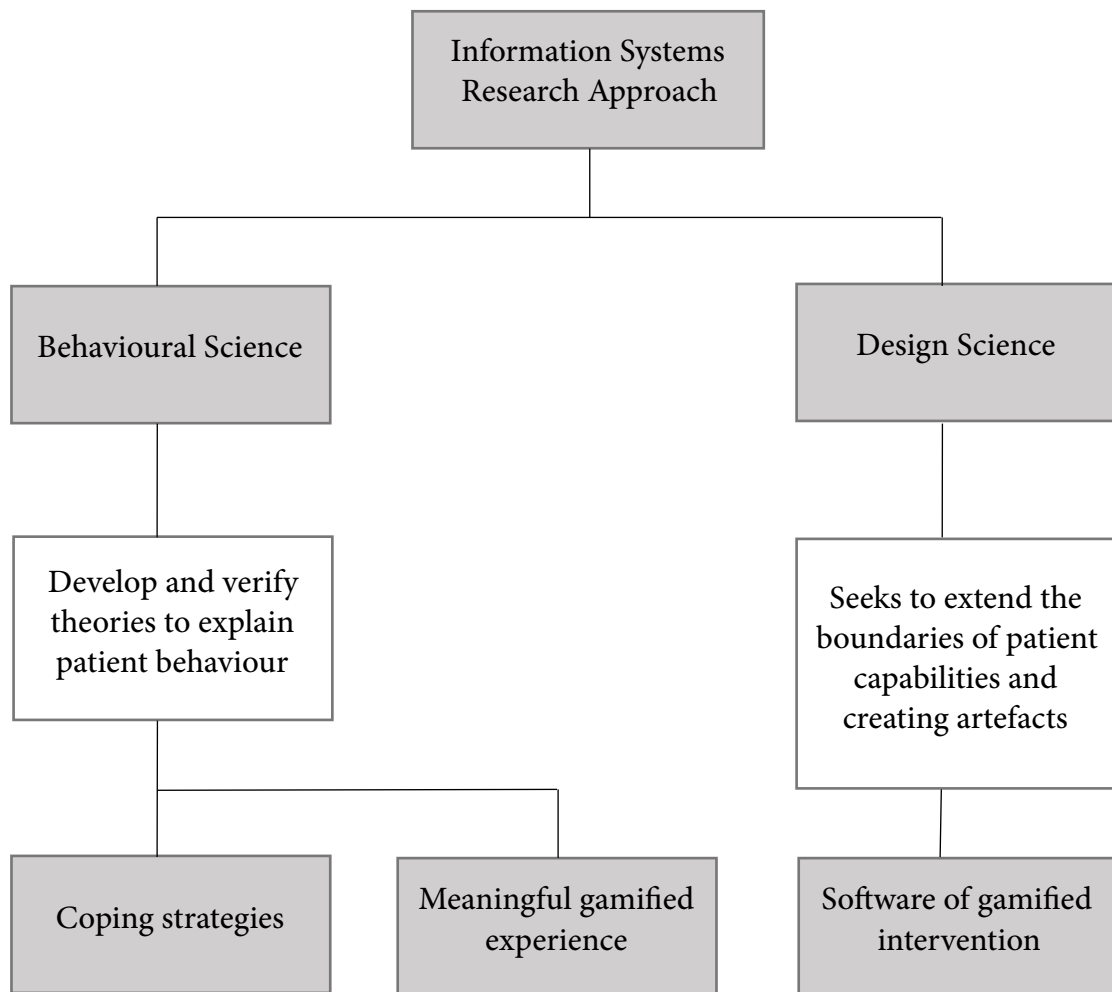 Information Systems
Research Approach
Behavioural Science
Design Science
Develop and verify
theories to explain
patient behaviour
Seeks to extend the
boundaries of patient
capabilities and
creating artefacts
Coping strategies
Meaningful gamified
experience
Software of gamified
intervention